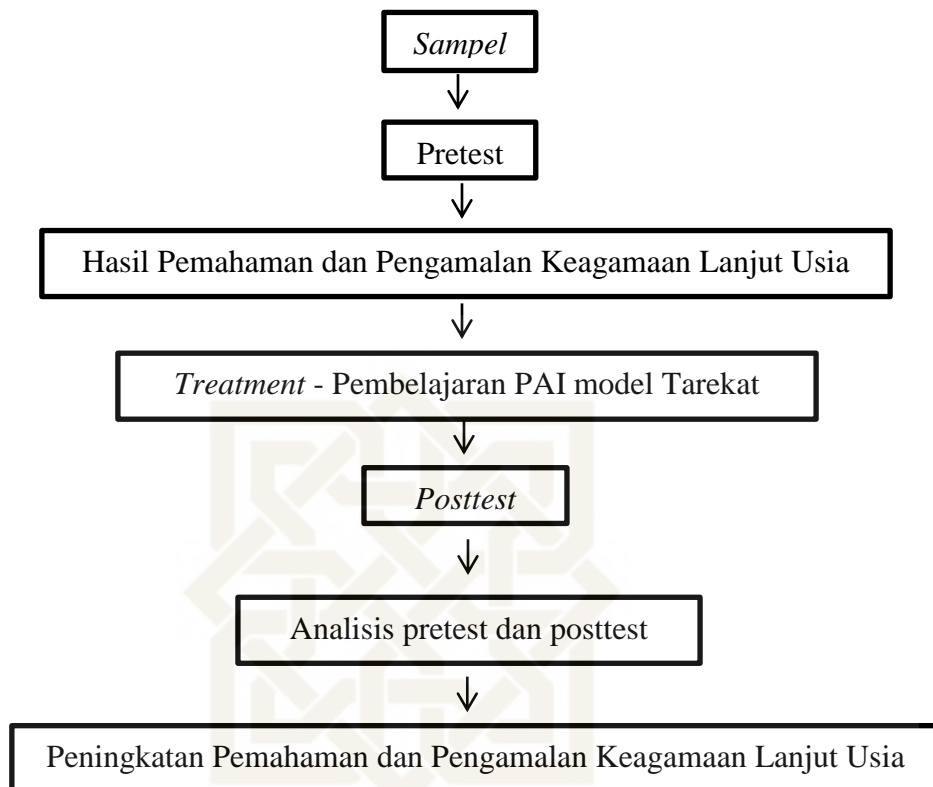 Sampel
Pretest
Hasil Pemahaman dan Pengamalan Keagamaan Lanjut Usia
Treatment - Pembelajaran PAI model Tarekat
Posttest
Analisis pretest dan posttest
Peningkatan Pemahaman dan Pengamalan Keagamaan Lanjut Usia